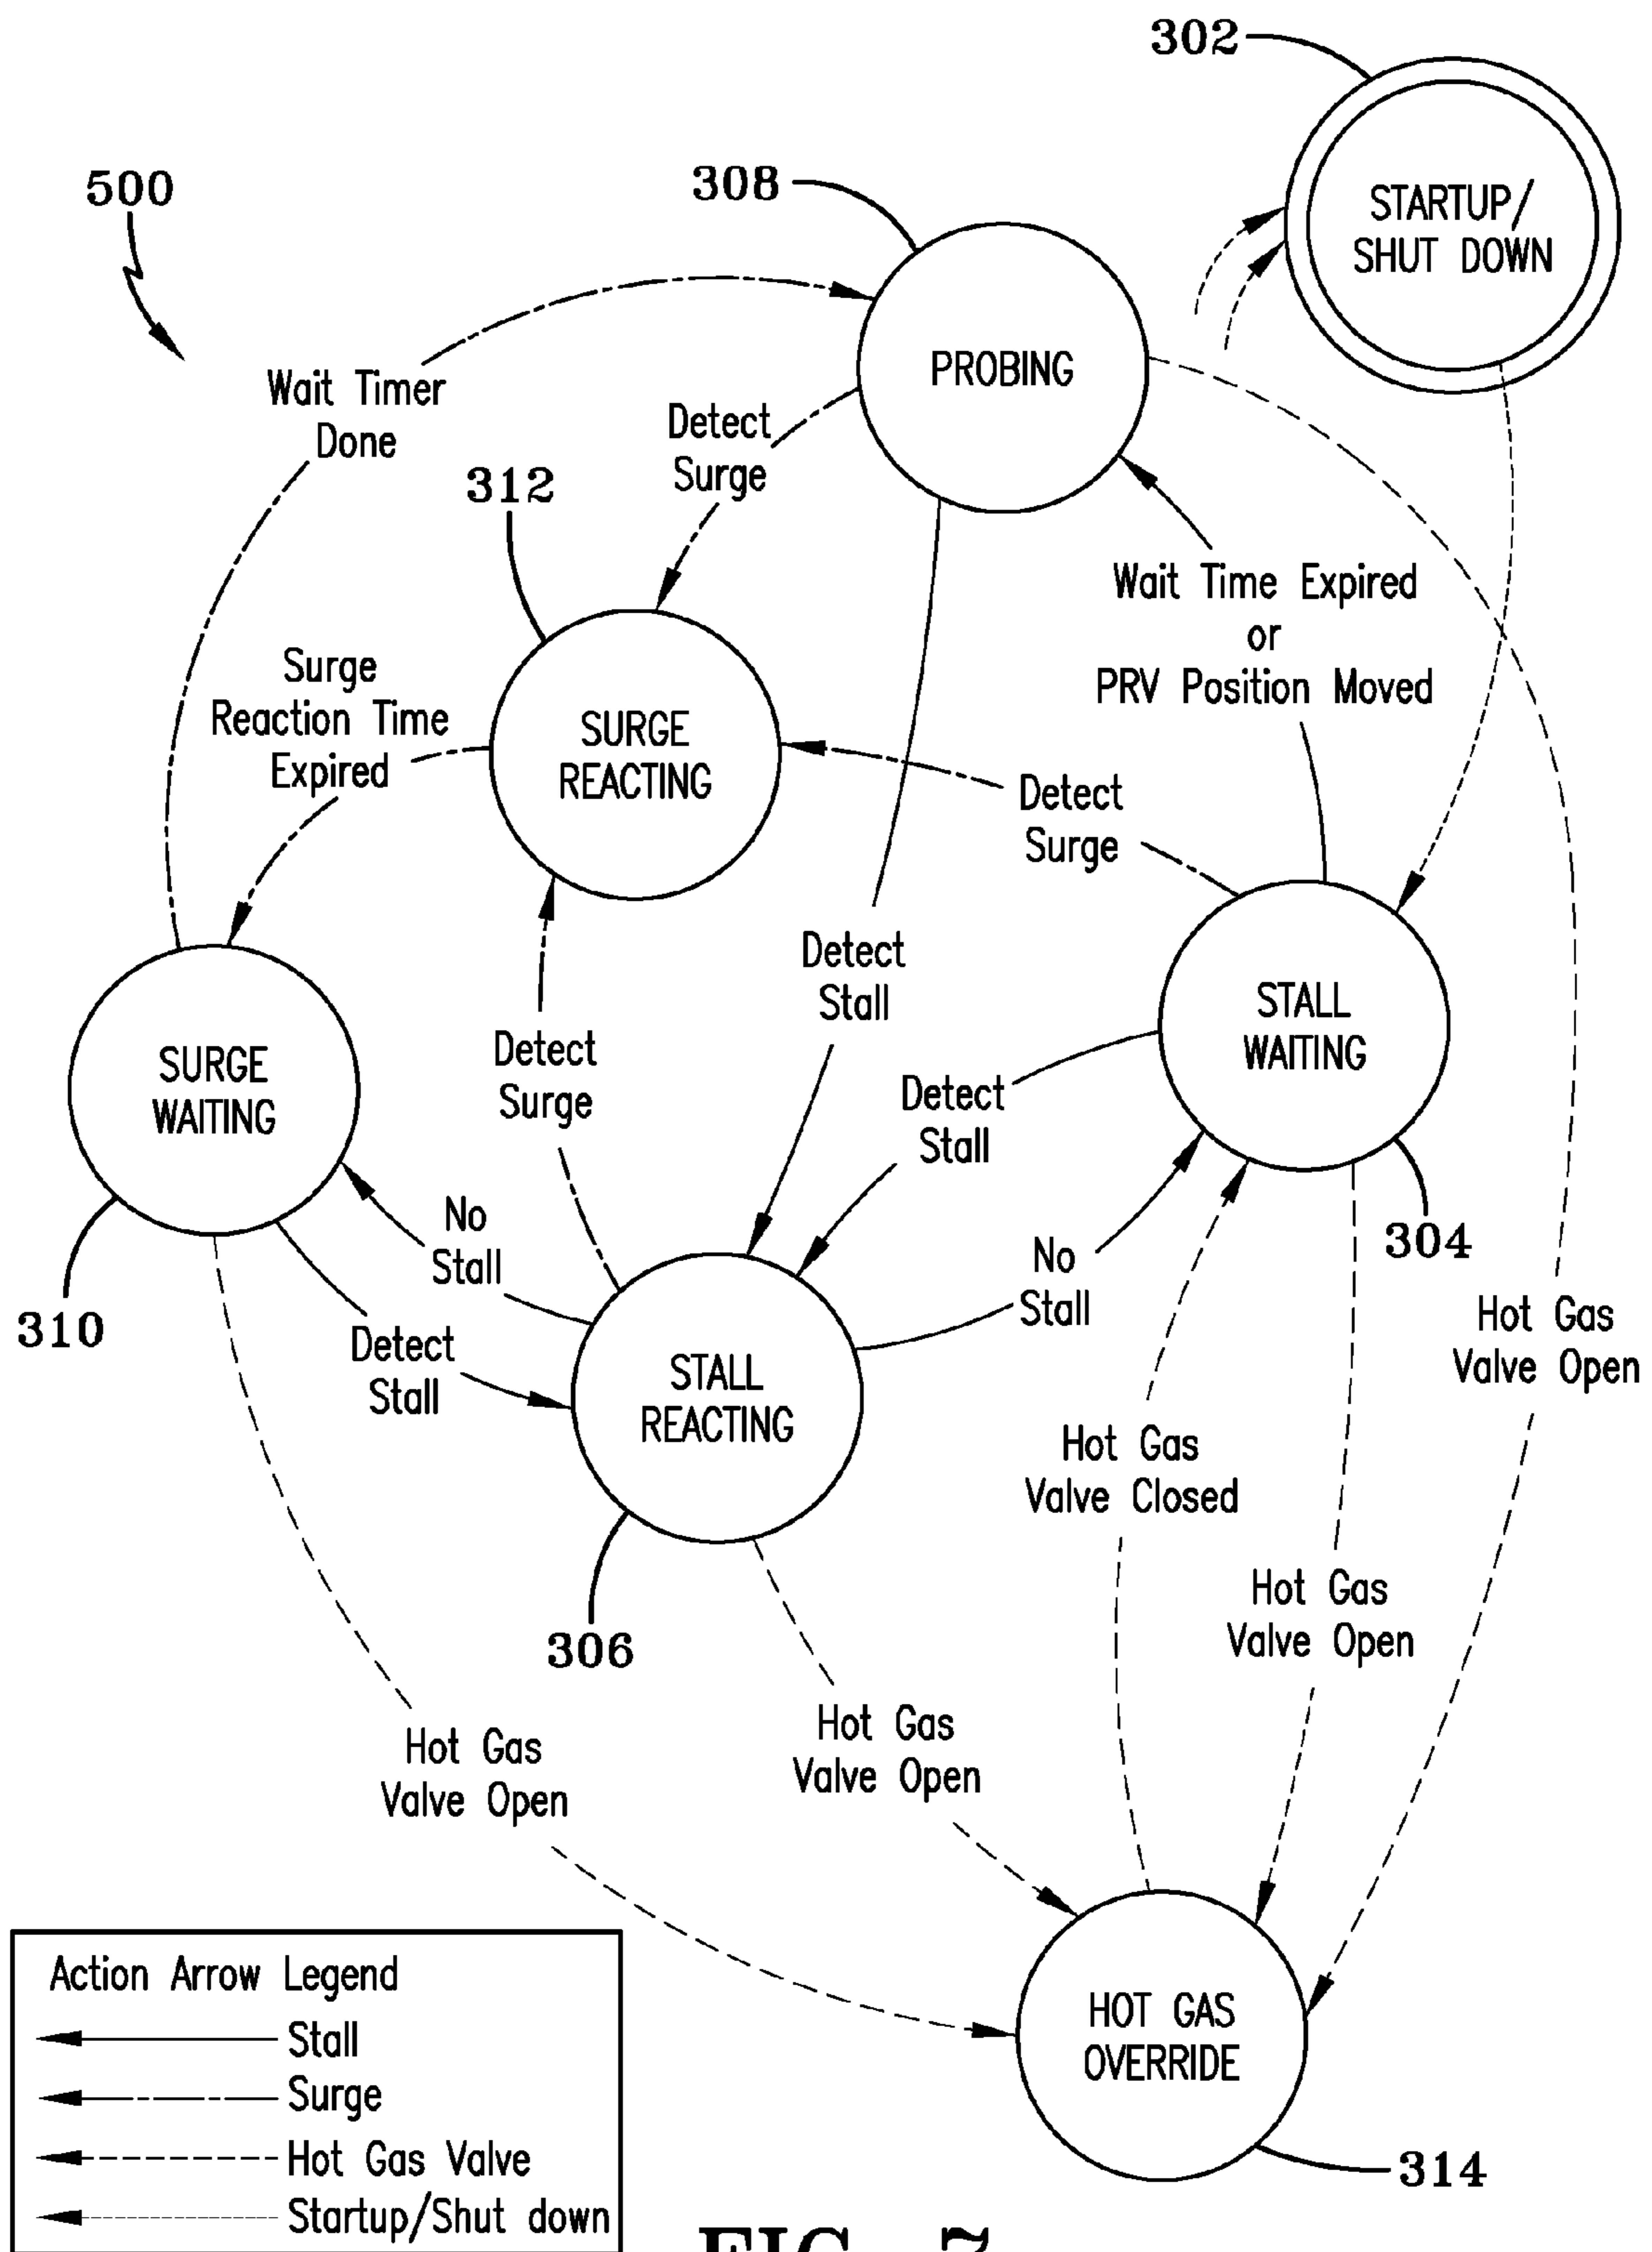 302
STARTUP/
SHUT DOWN
308
500
PROBING
Wait Timer
Done
Detect
Surge
312
Wait Time Expired
or
PRV Position Moved
Surge
Reaction Time
Expired
SURGE
REACTING
Detect
Surge
Detect
Stall
STALL
WAITING
SURGE
WAITING
Detect
Surge
Detect
Stall
304
No
Stall
No
Stall
310
Detect
Stall
Hot Gas
Valve Open
STALL
REACTING
Hot Gas
Valve Closed
Hot Gas
Valve Open
306
Hot Gas
Valve Open
Hot Gas
Valve Open
Action Arrow Legend
Stall
Surge
Hot Gas Valve
Startup/Shut down
HOT GAS
OVERRIDE
314
FIG. 7